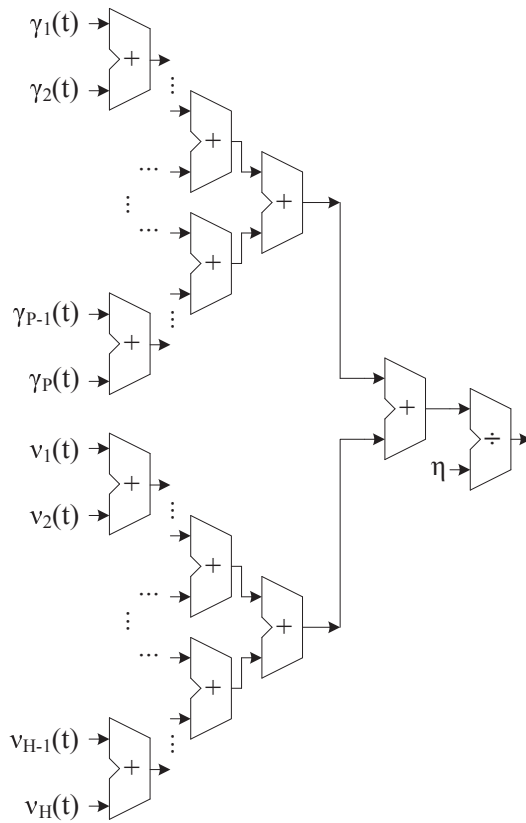 γ₁(t)
+
γ₂(t)
...
+
...
+
...
...
+
γP-1(t)
...
+
γP(t)
+
+
÷
η
ν₁(t)
+
ν₂(t)
...
+
...
+
...
...
+
νH-1(t)
...
+
νH(t)